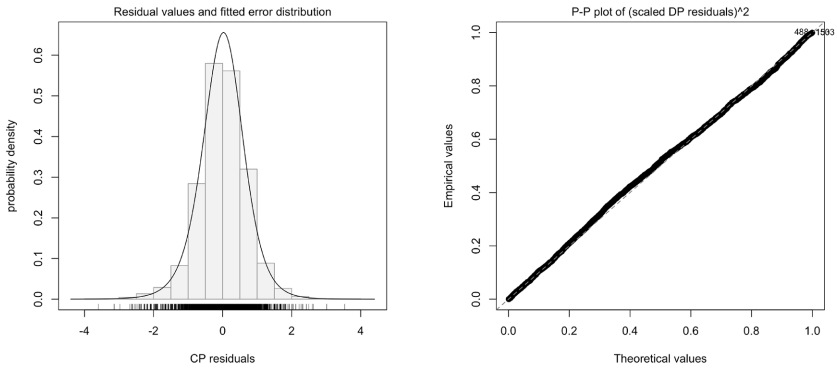 Residual values and fitted error distribution
probability density
0.0 0.1 0.2 0.3 0.4 0.5 0.6
-4 -2 0 2 4
CP residuals
P-P plot of (scaled DP residuals)^2
Empirical values
0.0 0.2 0.4 0.6 0.8 1.0
0.0 0.2 0.4 0.6 0.8 1.0
Theoretical values